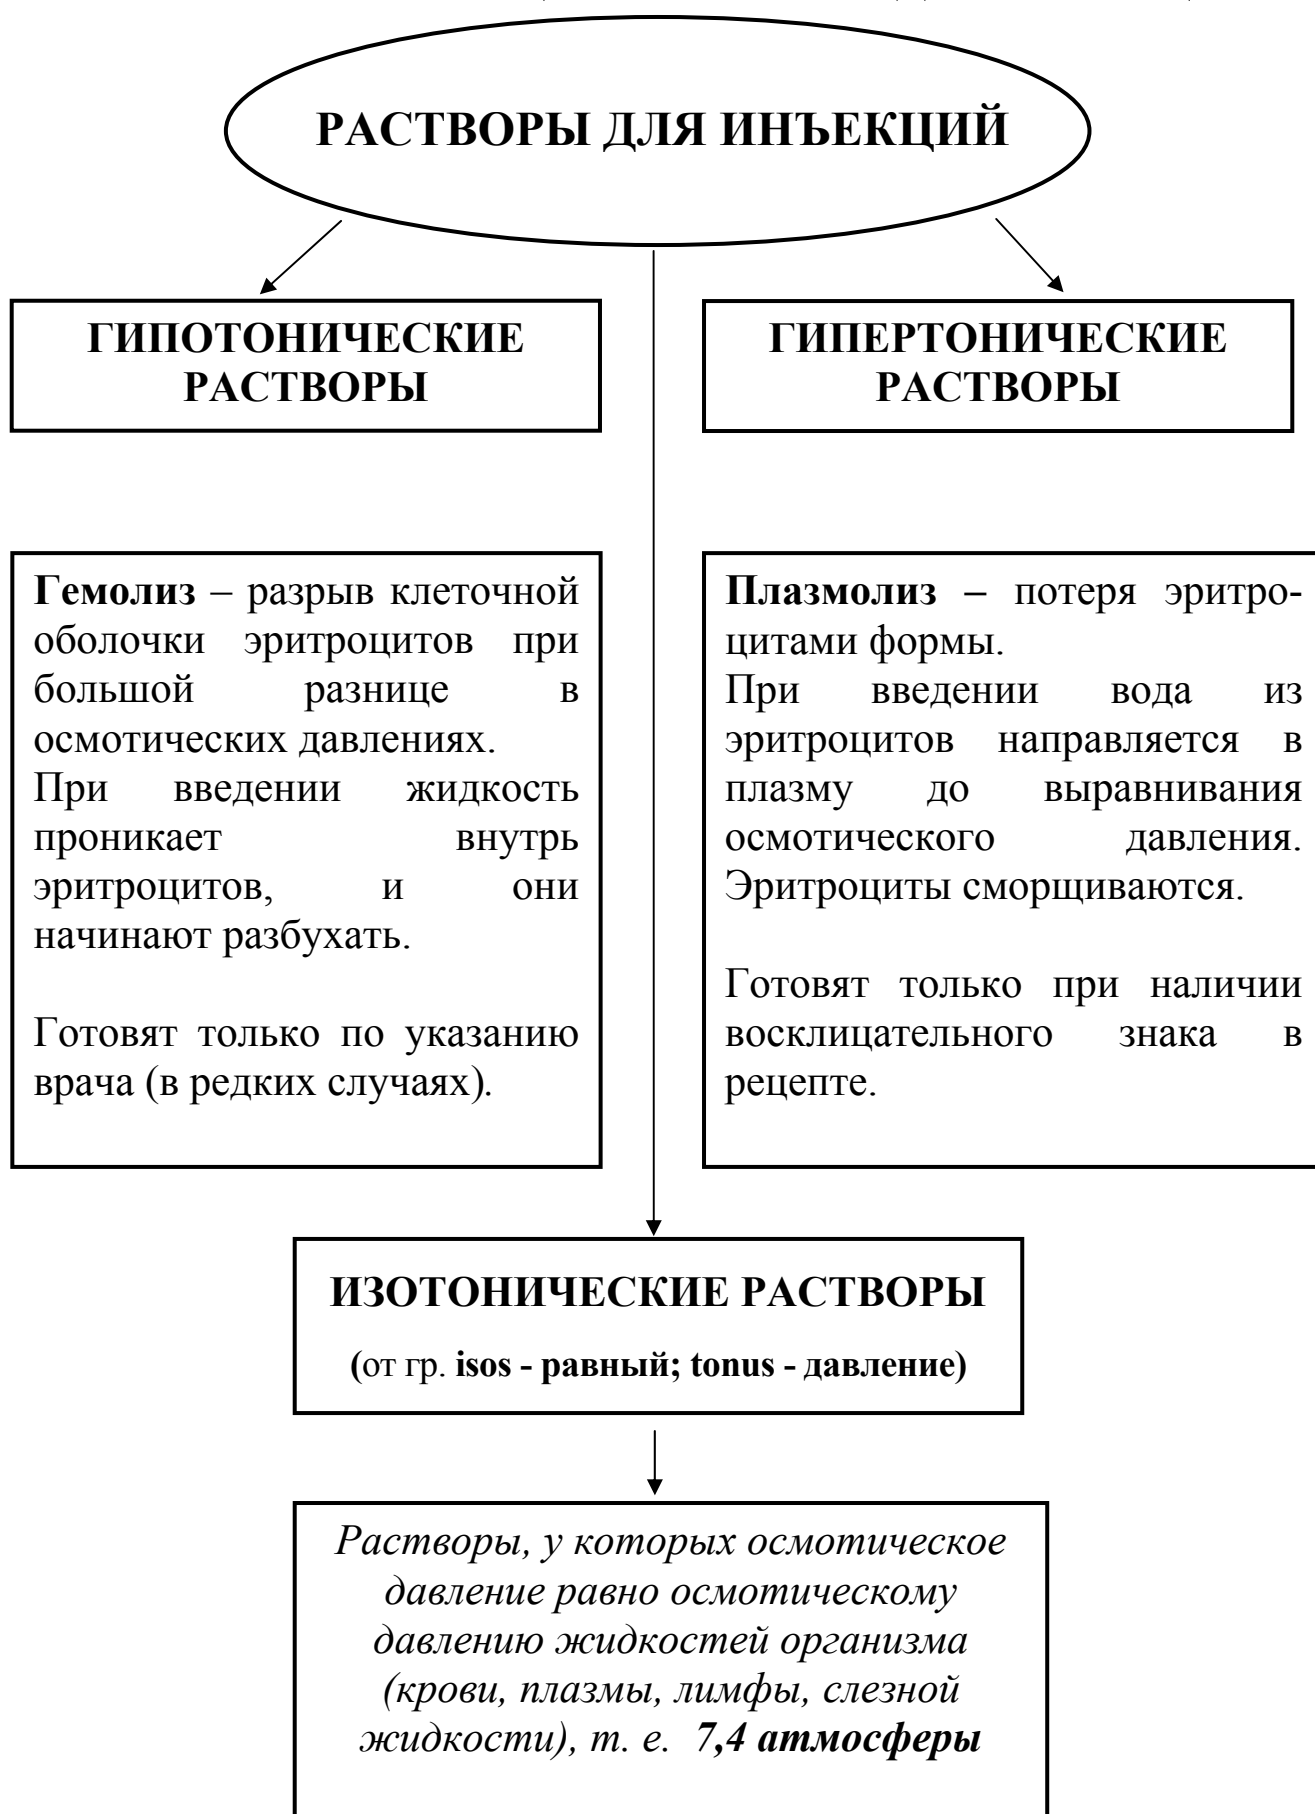 РАСТВОРЫ ДЛЯ ИНЪЕКЦИЙ
ГИПОТОНИЧЕСКИЕ
РАСТВОРЫ
ГИПЕРТОНИЧЕСКИЕ
РАСТВОРЫ
Гемолиз – разрыв клеточной
оболочки эритроцитов при
большой разнице в
осмотических давлениях.
При введении жидкость
проникает внутрь
эритроцитов, и они
начинают разбухать.
Готовят только по указанию
врача (в редких случаях).
Плазмолиз – потеря эритро-
цитами формы.
При введении вода из
эритроцитов направляется в
плазму до выравнивания
осмотического давления.
Эритроциты сморщиваются.
Готовят только при наличии
восклицательного знака в
рецепте.
ИЗОТОНИЧЕСКИЕ РАСТВОРЫ
(от гр. isos - равный; tonus - давление)
Растворы, у которых осмотическое
давление равно осмотическому
давлению жидкостей организма
(крови, плазмы, лимфы, слезной
жидкости), т. е. 7,4 атмосферы